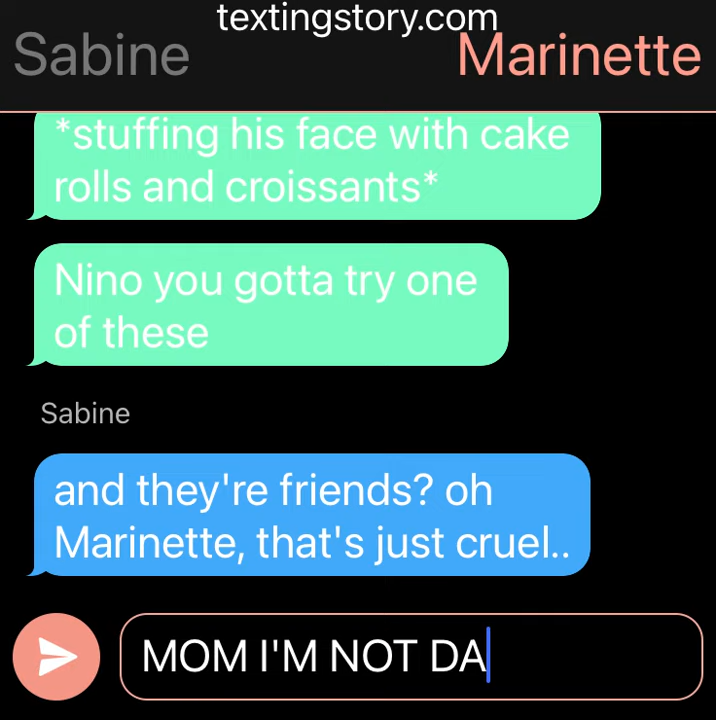 textingstory.com
Sabine Marinette
*stuffing his face with cake
rolls and croissants*
Nino you gotta try one
of these
Sabine
and they're friends? oh
Marinette, that's just cruel..
MOM I'M NOT DA